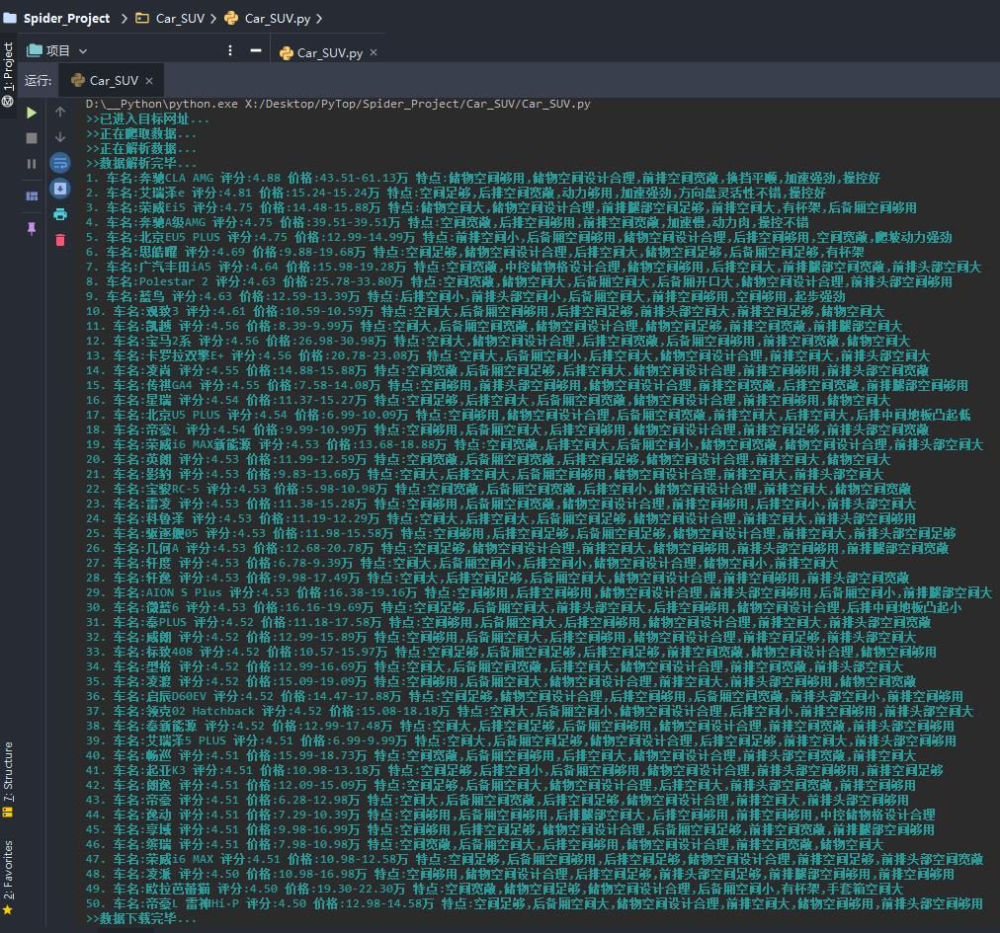 Spider_Project
Car_SUV
Car_SUV.py
项目
Car_SUV.py
1: Project
运行:
Car_SUV
D:\__Python\python.exe X:/Desktop/PyTop/Spider_Project/Car_SUV/Car_SUV.py
>>已进入目标网址...
>>正在爬取数据...
>>正在解析数据...
>>数据解析完毕...
1. 车名:奔驰CLA AMG 评分:4.88 价格:43.51-61.13万 特点:储物空间够用,储物空间设计合理,前排空间宽敞,换挡平顺,加速强劲,操控好
2. 车名:艾瑞泽e 评分:4.81 价格:15.24-15.24万 特点:空间足够,后排空间宽敞,动力够用,加速强劲,方向盘灵活性不错,操控好
3. 车名:荣威Ei5 评分:4.75 价格:14.48-15.88万 特点:储物空间大,储物空间设计合理,前排腿部空间足够,前排空间大,有杯架,后备厢空间够用
4. 车名:奔驰A级AMG 评分:4.75 价格:39.51-39.51万 特点:空间宽敞,后排空间够用,前排空间宽敞,加速慢,动力肉,操控不错
5. 车名:北京EU5 PLUS 评分:4.75 价格:12.99-14.99万 特点:前排空间小,后备厢空间够用,储物空间设计合理,后排空间够用,空间宽敞,爬坡动力强劲
6. 车名:思皓曜 评分:4.69 价格:9.88-19.68万 特点:空间足够,储物空间设计合理,后排空间大,储物空间足够,后备厢空间足够,有杯架
7. 车名:广汽丰田iA5 评分:4.64 价格:15.98-19.28万 特点:空间宽敞,中控储物格设计合理,储物空间够用,后排空间大,前排腿部空间宽敞,前排头部空间大
8. 车名:Polestar 2 评分:4.63 价格:25.78-33.80万 特点:空间宽敞,储物空间大,后备厢空间大,后备厢开口大,储物空间设计合理,前排头部空间够用
9. 车名:蓝鸟 评分:4.63 价格:12.59-13.39万 特点:后排空间小,前排头部空间小,后备厢空间大,前排空间够用,空间够用,起步强劲
10. 车名:观致3 评分:4.61 价格:10.59-10.59万 特点:空间大,后备厢空间够用,后排空间足够,前排头部空间大,前排空间足够,储物空间大
11. 车名:凯越 评分:4.56 价格:8.39-9.99万 特点:空间大,后备厢空间宽敞,储物空间设计合理,储物空间足够,前排空间宽敞,前排腿部空间大
12. 车名:宝马2系 评分:4.56 价格:26.98-30.98万 特点:空间大,储物空间设计合理,后排空间宽敞,后备厢空间够用,前排空间宽敞,储物空间大
13. 车名:卡罗拉双擎E+ 评分:4.56 价格:20.78-23.08万 特点:空间大,后备厢空间小,后排空间大,储物空间设计合理,前排空间大,前排头部空间大
14. 车名:凌尚 评分:4.55 价格:14.88-15.88万 特点:空间宽敞,后备厢空间足够,后排空间大,储物空间设计合理,前排空间够用,前排头部空间宽敞
15. 车名:传祺GA4 评分:4.55 价格:7.58-14.08万 特点:空间够用,前排头部空间够用,储物空间设计合理,前排空间宽敞,后排空间宽敞,前排腿部空间够用
16. 车名:星瑞 评分:4.54 价格:11.37-15.27万 特点:空间足够,后排空间大,后备厢空间宽敞,储物空间设计合理,前排空间够用,储物空间大
17. 车名:北京U5 PLUS 评分:4.54 价格:6.99-10.09万 特点:空间够用,储物空间设计合理,后备厢空间宽敞,前排空间大,后排空间大,后排中间地板凸起低
18. 车名:帝豪L 评分:4.54 价格:9.99-10.99万 特点:空间够用,后备厢空间大,后排空间大,储物空间设计合理,前排空间足够,前排头部空间宽敞
19. 车名:荣威i6 MAX新能源 评分:4.53 价格:13.68-18.88万 特点:空间宽敞,后排空间大,后备厢空间小,储物空间宽敞,储物空间设计合理,前排头部空间大
20. 车名:英朗 评分:4.53 价格:11.99-12.59万 特点:空间宽敞,后备厢空间宽敞,后排空间足够,储物空间设计合理,前排空间大,储物空间大
21. 车名:影豹 评分:4.53 价格:9.83-13.68万 特点:空间大,后排空间大,后备厢空间够用,储物空间设计合理,前排空间大,前排头部空间大
22. 车名:宝骏RC-5 评分:4.53 价格:5.98-10.98万 特点:空间宽敞,后备厢空间宽敞,后排空间小,储物空间设计合理,前排空间大,储物空间宽敞
23. 车名:雷凌 评分:4.53 价格:11.38-15.28万 特点:空间宽敞,后备厢空间大,储物空间设计合理,前排空间够用,后排空间小,前排头部空间大
24. 车名:科鲁泽 评分:4.53 价格:11.19-12.29万 特点:空间大,后排空间大,后备厢空间足够,储物空间设计合理,前排空间大,前排头部空间够用
25. 车名:驱逐舰05 评分:4.53 价格:11.98-15.58万 特点:空间够用,后排空间足够,后备厢空间足够,储物空间设计合理,前排空间大,前排头部空间足够
26. 车名:几何A 评分:4.53 价格:12.68-20.78万 特点:空间足够,储物空间设计合理,前排空间大,储物空间够用,前排头部空间够用,前排腿部空间宽敞
27. 车名:轩度 评分:4.53 价格:6.78-9.39万 特点:空间大,后备厢空间小,后排空间小,储物空间设计合理,储物空间小,前排空间大
28. 车名:轩逸 评分:4.53 价格:9.98-17.49万 特点:空间大,后排空间足够,后备厢空间大,储物空间设计合理,前排空间够用,前排头部空间宽敞
29. 车名:AION S Plus 评分:4.53 价格:16.38-19.16万 特点:空间够用,后排空间够用,储物空间设计合理,前排头部空间够用,后备厢空间小,前排腿部空间大
30. 车名:微蓝6 评分:4.53 价格:16.16-19.69万 特点:空间足够,后备厢空间大,前排头部空间大,后排空间够用,储物空间设计合理,后排中间地板凸起小
31. 车名:秦PLUS 评分:4.52 价格:11.18-17.58万 特点:空间够用,后备厢空间大,后排空间足够,储物空间设计合理,前排空间大,前排头部空间宽敞
32. 车名:威朗 评分:4.52 价格:12.99-15.89万 特点:空间大,后备厢空间够用,后排空间够用,储物空间设计合理,前排空间足够,前排头部空间大
33. 车名:标致408 评分:4.52 价格:10.57-15.97万 特点:空间足够,后备厢空间足够,后排空间足够,前排空间宽敞,储物空间设计合理,储物空间够用
34. 车名:型格 评分:4.52 价格:12.99-16.69万 特点:空间大,后备厢空间宽敞,后排空间大,储物空间设计合理,前排空间宽敞,前排头部空间大
35. 车名:凌渡 评分:4.52 价格:15.09-19.09万 特点:空间大,后备厢空间大,储物空间设计合理,前排空间大,前排头部空间够用,储物空间宽敞
36. 车名:启辰D60EV 评分:4.52 价格:14.47-17.88万 特点:空间足够,储物空间设计合理,后排空间够用,后备厢空间宽敞,前排头部空间小,前排空间够用
37. 车名:领克02 Hatchback 评分:4.52 价格:15.08-18.18万 特点:空间大,后备厢空间小,储物空间设计合理,后排空间小,前排空间够用,前排头部空间大
38. 车名:秦新能源 评分:4.52 价格:12.99-17.48万 特点:空间大,后备厢空间宽敞,后排空间大,储物空间设计合理,前排空间宽敞,前排头部空间够用
39. 车名:艾瑞泽5 PLUS 评分:4.51 价格:6.99-9.99万 特点:空间大,后备厢空间足够,储物空间设计合理,后排空间足够,前排空间大,前排头部空间够用
40. 车名:畅巡 评分:4.51 价格:15.99-18.73万 特点:空间宽敞,后备厢空间大,后排空间够用,储物空间设计合理,前排头部空间宽敞,前排空间大
41. 车名:起亚K3 评分:4.51 价格:10.98-13.18万 特点:空间足够,后排空间小,后备厢空间够用,储物空间设计合理,前排头部空间够用,前排空间足够
42. 车名:朗逸 评分:4.51 价格:12.09-15.09万 特点:空间足够,后备厢空间大,储物空间设计合理,后排空间大,前排头部空间宽敞,前排空间够用
43. 车名:帝豪 评分:4.51 价格:6.28-12.98万 特点:空间大,后备厢空间宽敞,后排空间足够,储物空间设计合理,前排空间大,前排头部空间够用
44. 车名:逸动 评分:4.51 价格:7.29-10.39万 特点:空间够用,后备厢空间够用,后排腿部空间大,后排空间够用,前排空间够用,中控储物格设计合理
45. 车名:享域 评分:4.51 价格:9.98-16.99万 特点:空间够用,后排空间足够,储物空间设计合理,后备厢空间足够,前排空间宽敞,前排腿部空间够用
46. 车名:缤瑞 评分:4.51 价格:7.98-10.98万 特点:空间宽敞,后备厢空间大,后排空间够用,储物空间设计合理,前排空间宽敞,储物空间大
47. 车名:荣威i6 MAX 评分:4.51 价格:10.98-12.58万 特点:空间够用,后备厢空间大,储物空间设计合理,后排空间足够,前排空间大,前排头部空间宽敞
48. 车名:凌派 评分:4.50 价格:10.98-16.98万 特点:空间够用,储物空间设计合理,后备厢空间够用,前排头部空间足够,前排腿部空间够用,前排空间够用
49. 车名:欧拉芭蕾猫 评分:4.50 价格:19.30-22.30万 特点:空间宽敞,储物空间足够,储物空间设计合理,后备厢空间小,有杯架,手套箱空间大
50. 车名:帝豪L 雷神Hi·P 评分:4.50 价格:12.98-14.58万 特点:空间足够,后备厢空间大,储物空间设计合理,前排空间大,储物空间够用,前排头部空间够用
>>数据下载完毕...
7: Structure
2: Favorites